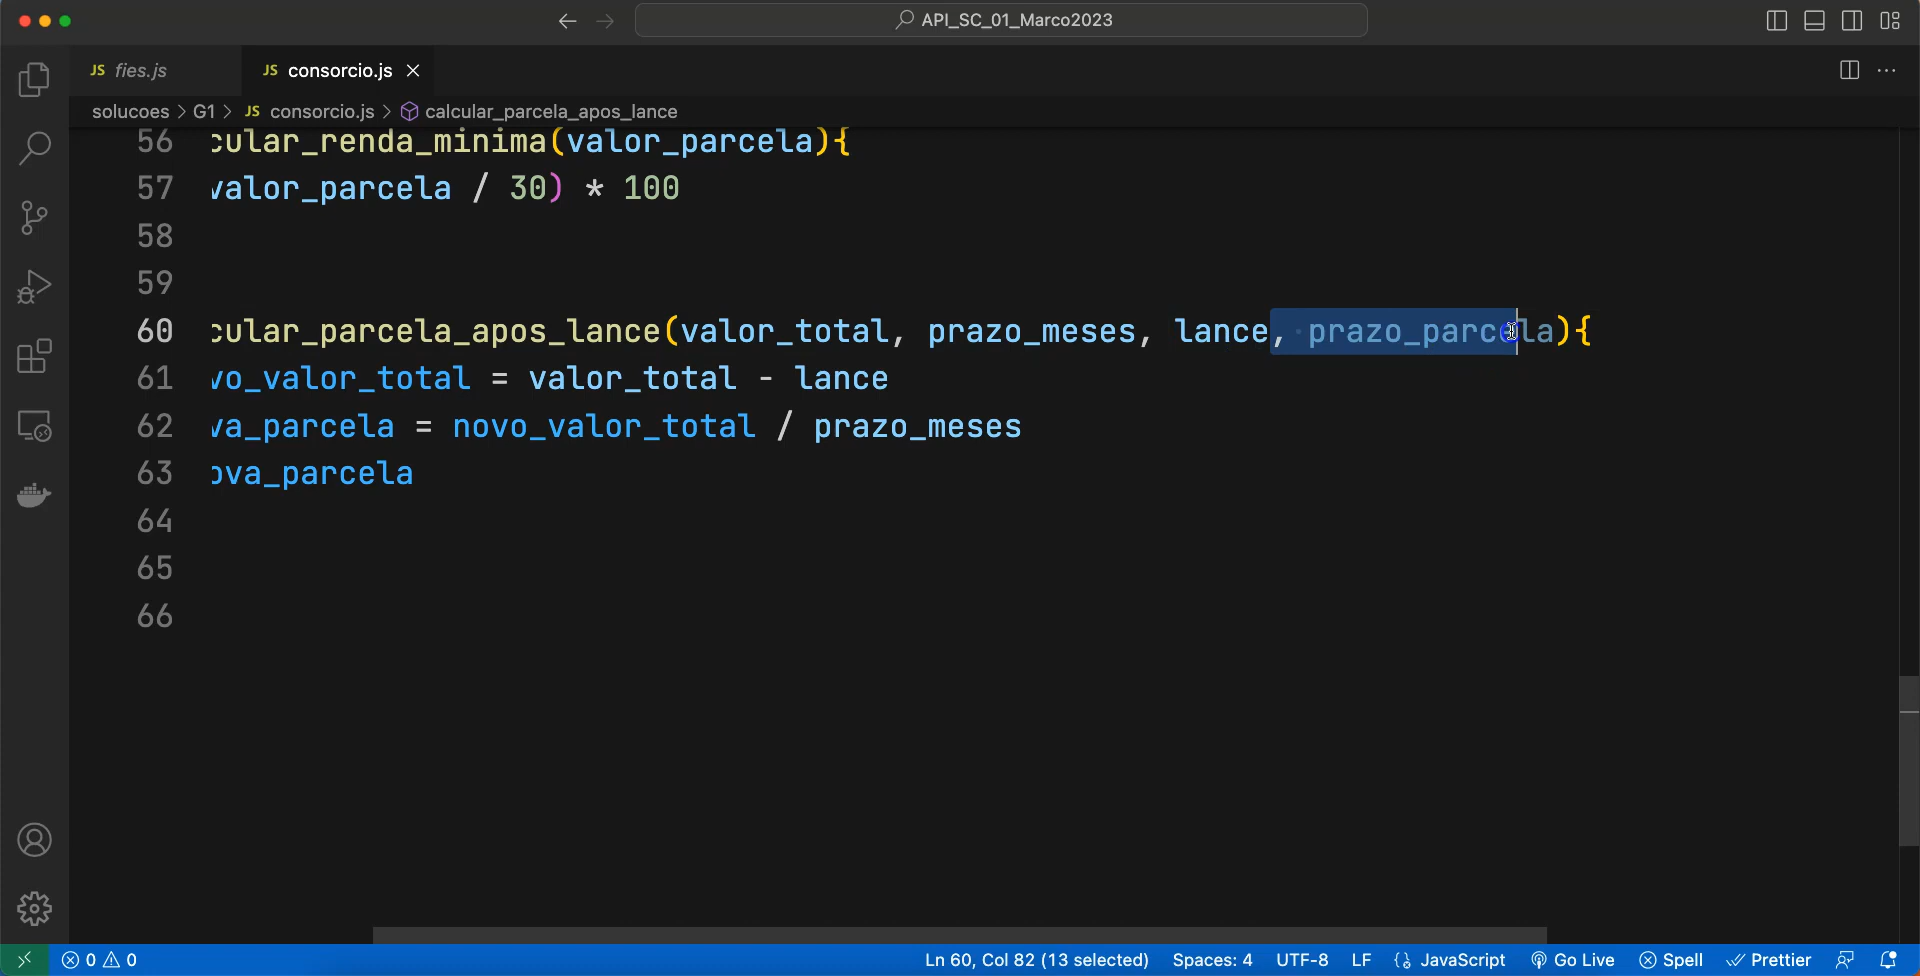 API_SC_01_Marco2023
JS fies.js
JS consorcio.js
solucoes > G1 > JS consorcio.js > calcular_parcela_apos_lance
56 cular_renda_minima(valor_parcela){
57 valor_parcela / 30) * 100
58
59
60 cular_parcela_apos_lance(valor_total, prazo_meses, lance, prazo_parcela){
61 vo_valor_total = valor_total - lance
62 va_parcela = novo_valor_total / prazo_meses
63 ova_parcela
64
65
66
0 0 Ln 60, Col 82 (13 selected) Spaces: 4 UTF-8 LF JavaScript Go Live Spell Prettier